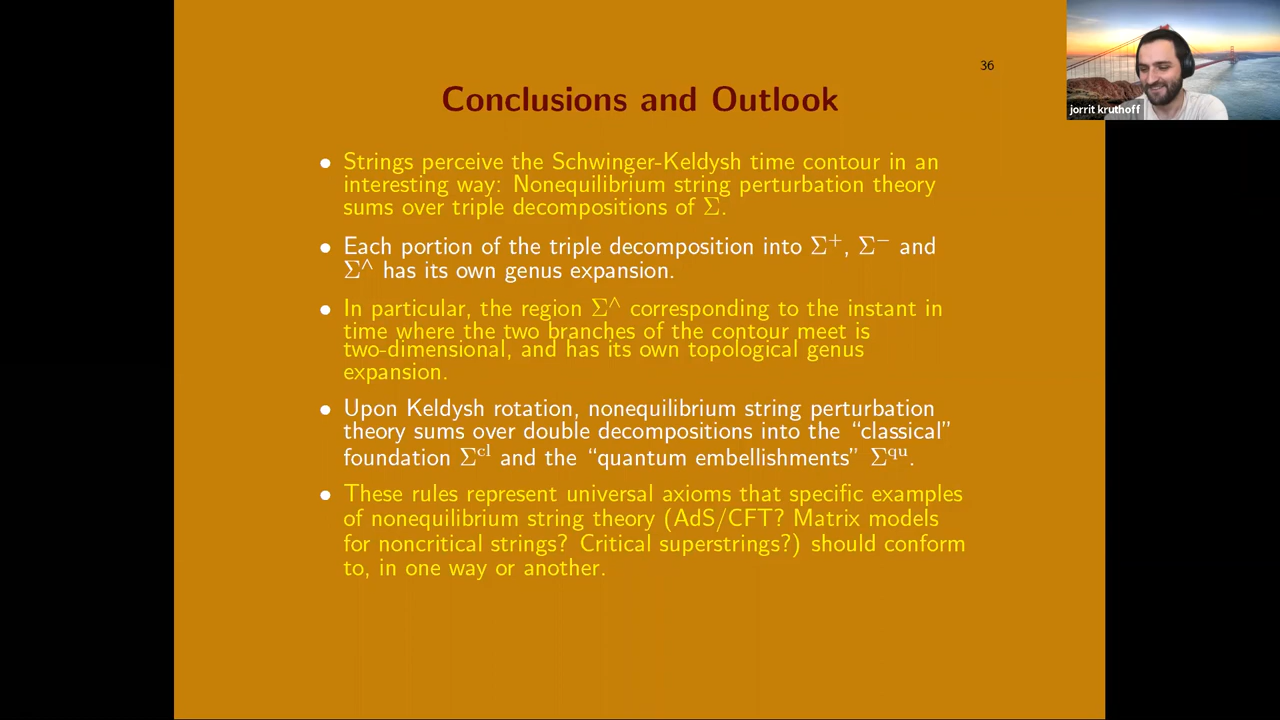 36
jorrit kruthoff
Conclusions and Outlook
• Strings perceive the Schwinger-Keldysh time contour in an
interesting way: Nonequilibrium string perturbation theory
sums over triple decompositions of Σ.
• Each portion of the triple decomposition into Σ⁺, Σ⁻ and
Σ^∧ has its own genus expansion.
• In particular, the region Σ^∧ corresponding to the instant in
time where the two branches of the contour meet is
two-dimensional, and has its own topological genus
expansion.
• Upon Keldysh rotation, nonequilibrium string perturbation
theory sums over double decompositions into the “classical”
foundation Σ^cl and the “quantum embellishments” Σ^qu.
• These rules represent universal axioms that specific examples
of nonequilibrium string theory (AdS/CFT? Matrix models
for noncritical strings? Critical superstrings?) should conform
to, in one way or another.